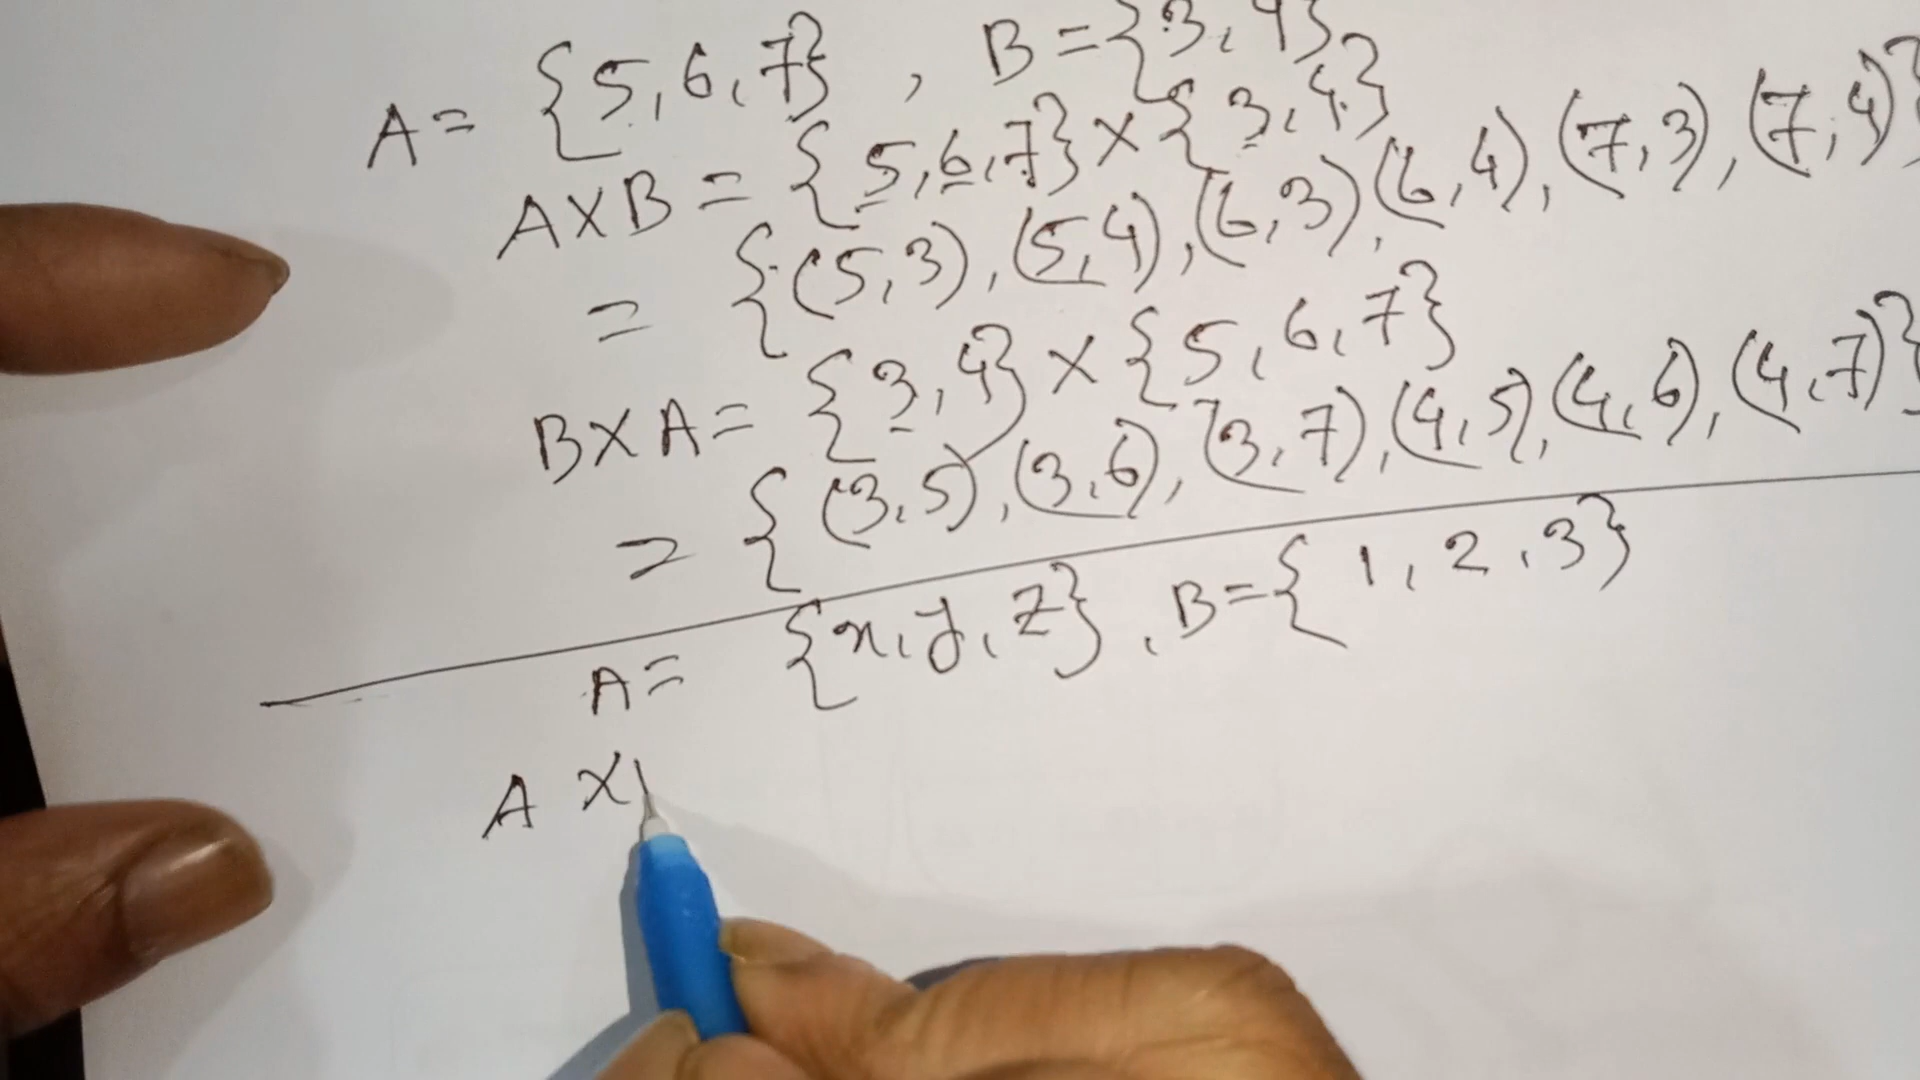 A = {5, 6, 7} , B = {3, 4}
A×B = {5, 6, 7} × {3, 4}
= {(5, 3), (5, 4), (6, 3), (6, 4), (7, 3), (7, 4)}
B×A = {3, 4} × {5, 6, 7}
= {(3, 5), (3, 6), (3, 7), (4, 5), (4, 6), (4, 7)}
A = {x, y, z} , B = {1, 2, 3}
A ×